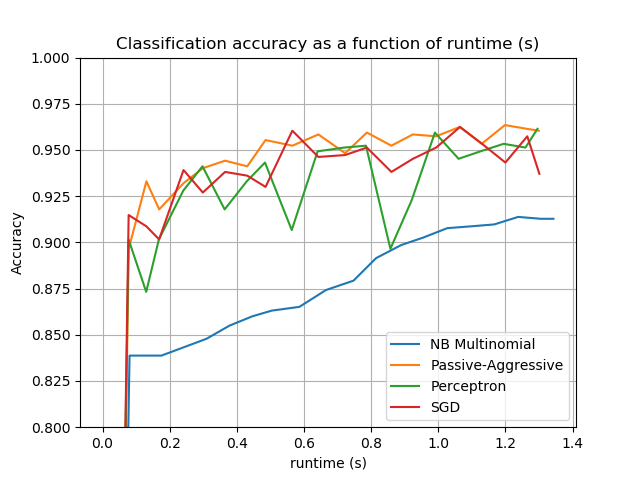 Classification accuracy as a function of runtime (s)
1.000
0.975
0.950
0.925
0.900
0.875
0.850
0.825
0.800
Accuracy
NB Multinomial
Passive-Aggressive
Perceptron
SGD
0.0 0.2 0.4 0.6 0.8 1.0 1.2 1.4
runtime (s)